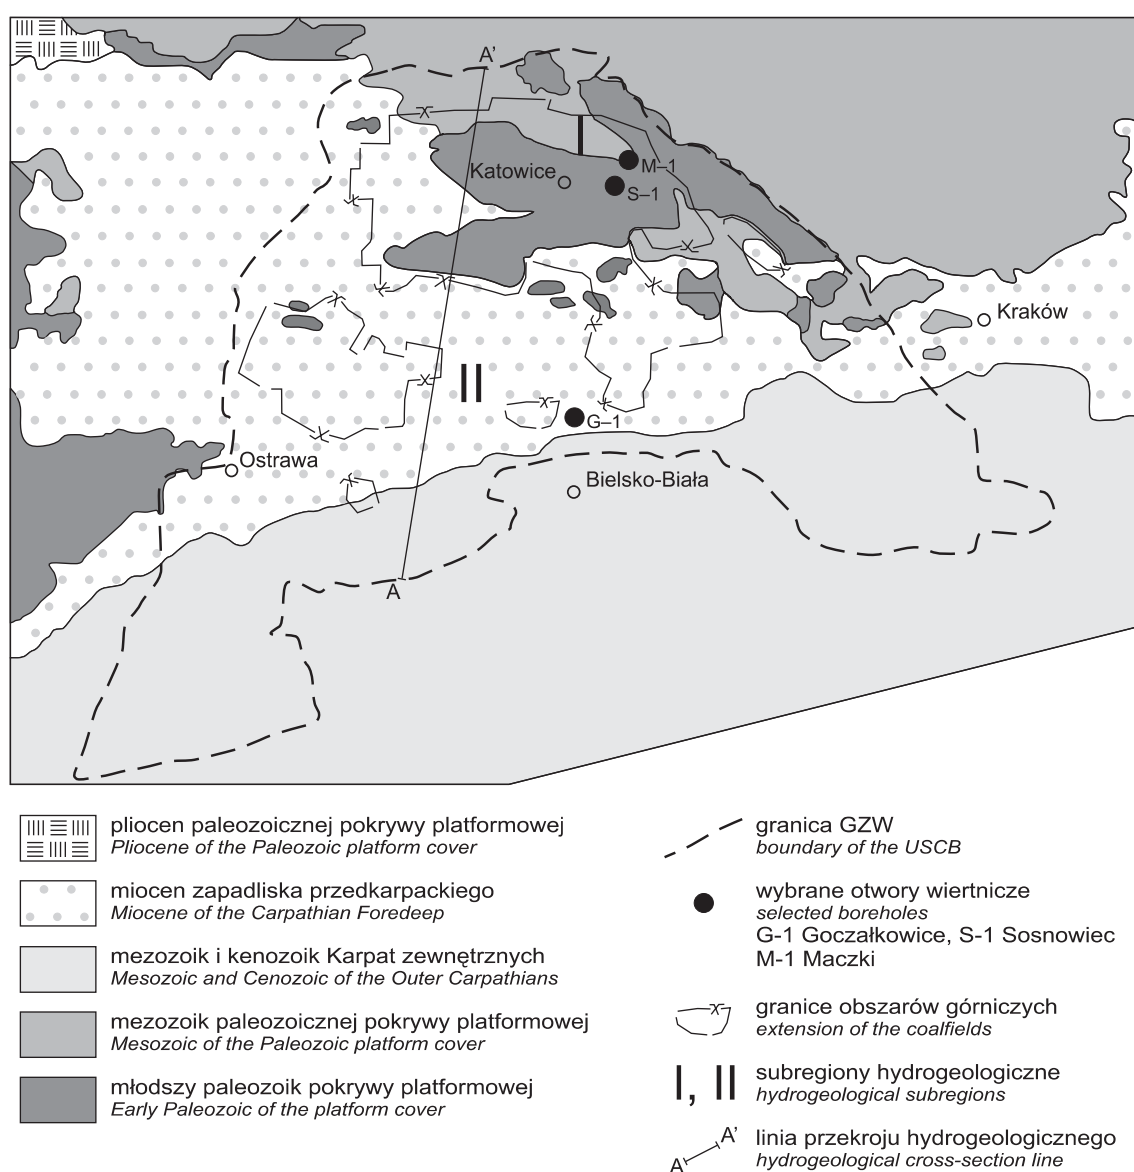 A'
M–1
Katowice
S–1
I
Kraków
II
G–1
Ostrawa
Bielsko-Biała
A
pliocen paleozoicznej pokrywy platformowej
Pliocene of the Paleozoic platform cover
miocen zapadliska przedkarpackiego
Miocene of the Carpathian Foredeep
mezozoik i kenozoik Karpat zewnętrznych
Mesozoic and Cenozoic of the Outer Carpathians
mezozoik paleozoicznej pokrywy platformowej
Mesozoic of the Paleozoic platform cover
młodszy paleozoik pokrywy platformowej
Early Paleozoic of the platform cover
granica GZW
boundary of the USCB
wybrane otwory wiertnicze
selected boreholes
G-1 Goczałkowice, S-1 Sosnowiec
M-1 Maczki
granice obszarów górniczych
extension of the coalfields
I, II
subregiony hydrogeologiczne
hydrogeological subregions
A'
A
linia przekroju hydrogeologicznego
hydrogeological cross-section line